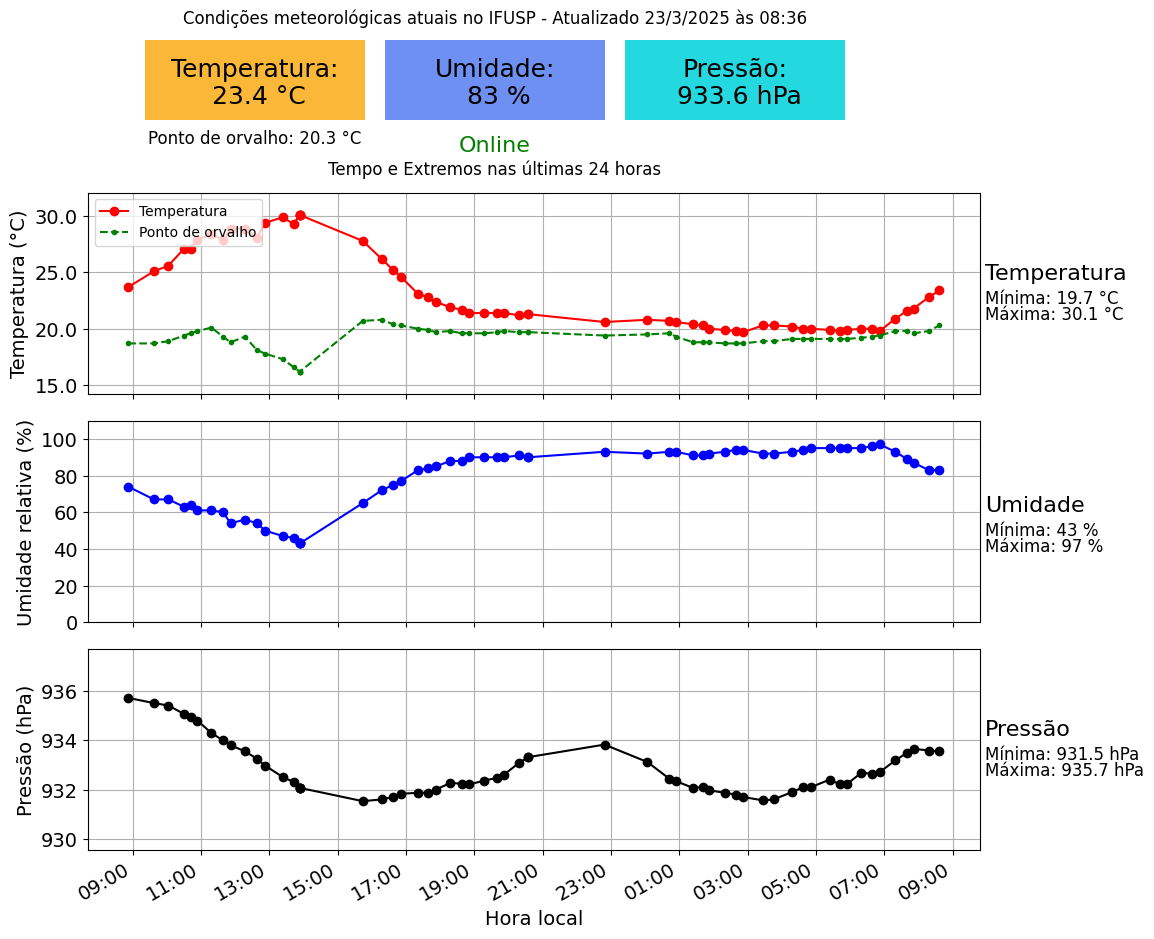 Condições meteorológicas atuais no IFUSP - Atualizado 23/3/2025 às 08:36
Temperatura:
23.4 °C
Umidade:
83 %
Pressão:
933.6 hPa
Ponto de orvalho: 20.3 °C
Online
Tempo e Extremos nas últimas 24 horas
Temperatura (°C)
30.0
25.0
20.0
15.0
Temperatura
Ponto de orvalho
Temperatura
Mínima: 19.7 °C
Máxima: 30.1 °C
Umidade relativa (%)
100
80
60
40
20
0
Umidade
Mínima: 43 %
Máxima: 97 %
Pressão (hPa)
936
934
932
930
Pressão
Mínima: 931.5 hPa
Máxima: 935.7 hPa
09:00
11:00
13:00
15:00
17:00
19:00
21:00
23:00
01:00
03:00
05:00
07:00
09:00
Hora local